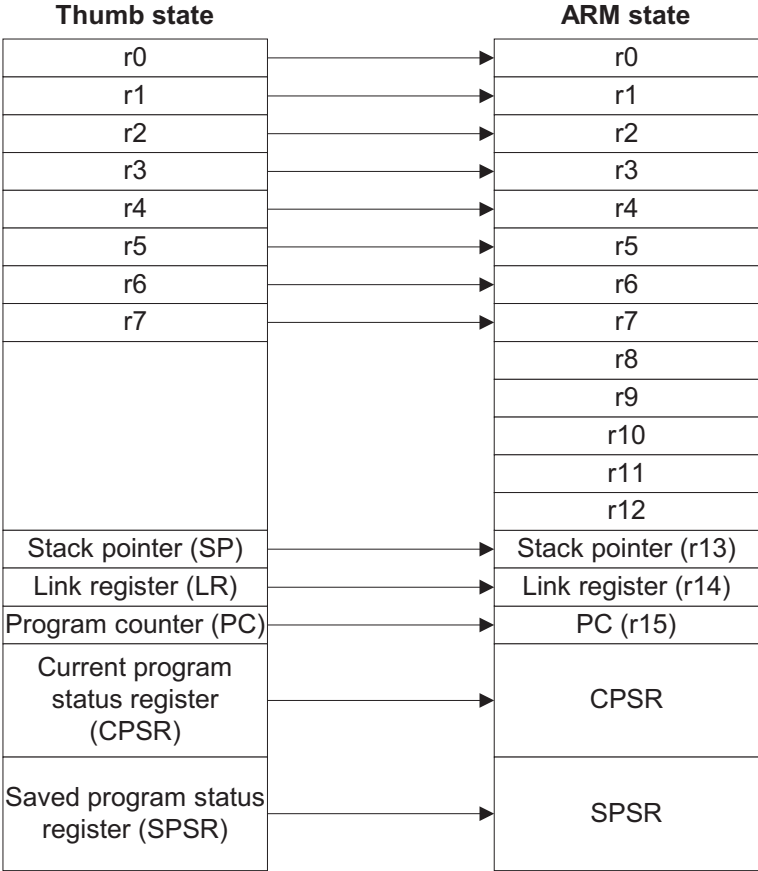 Thumb state
ARM state
r0
r0
r1
r1
r2
r2
r3
r3
r4
r4
r5
r5
r6
r6
r7
r7
r8
r9
r10
r11
r12
Stack pointer (SP)
Stack pointer (r13)
Link register (LR)
Link register (r14)
Program counter (PC)
PC (r15)
Current program
status register
(CPSR)
CPSR
Saved program status
register (SPSR)
SPSR